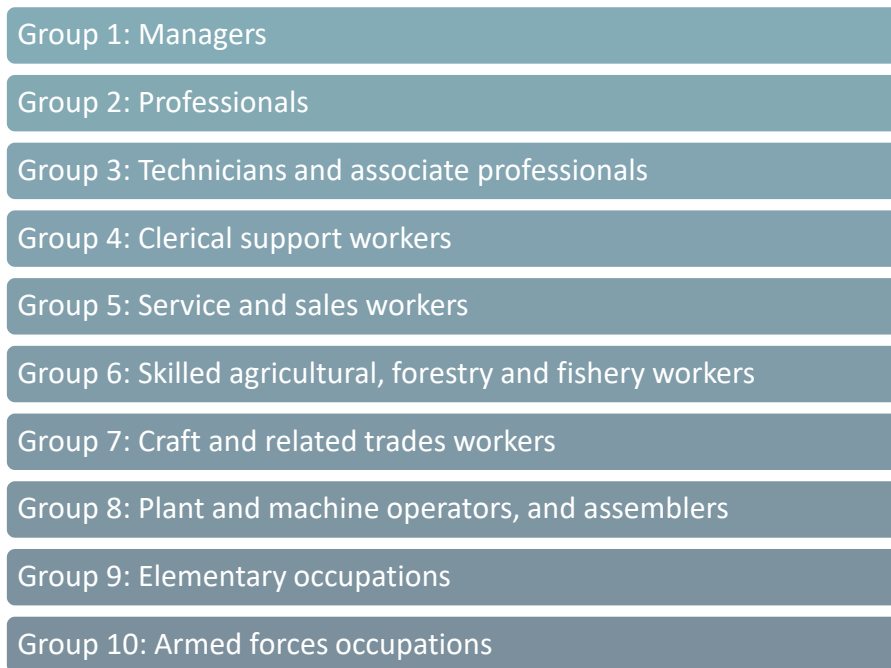 Group 1: Managers
Group 2: Professionals
Group 3: Technicians and associate professionals
Group 4: Clerical support workers
Group 5: Service and sales workers
Group 6: Skilled agricultural, forestry and fishery workers
Group 7: Craft and related trades workers
Group 8: Plant and machine operators, and assemblers
Group 9: Elementary occupations
Group 10: Armed forces occupations